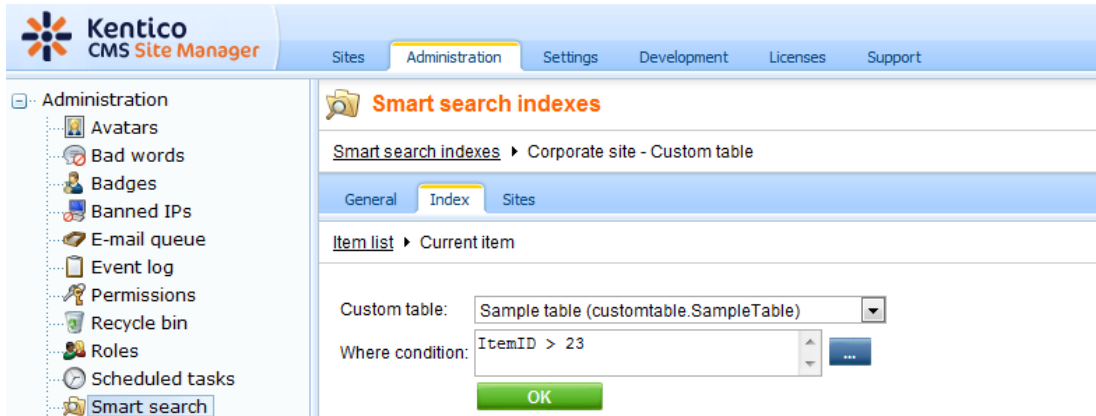 Kentico
CMS Site Manager
Sites Administration Settings Development Licenses Support
Administration
Avatars
Bad words
Badges
Banned IPs
E-mail queue
Event log
Permissions
Recycle bin
Roles
Scheduled tasks
Smart search
Smart search indexes
Smart search indexes Corporate site - Custom table
General Index Sites
Item list Current item
Custom table: Sample table (customtable.SampleTable)
Where condition: ItemID > 23
...
OK